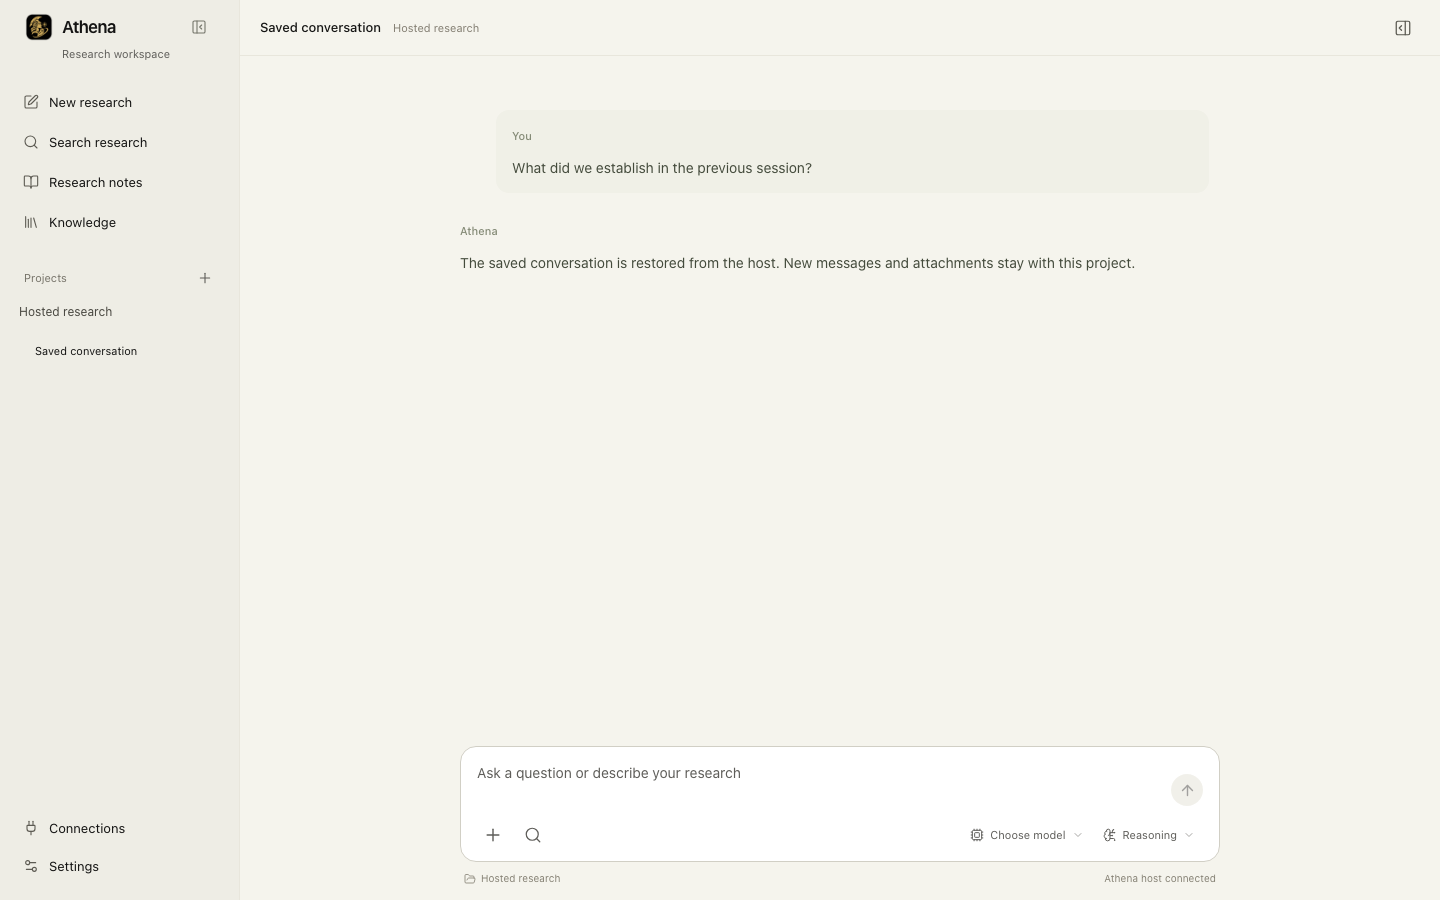 Athena
Research workspace
New research
Search research
Research notes
Knowledge
Projects
Hosted research
Saved conversation
Connections
Settings
Saved conversation Hosted research
You
What did we establish in the previous session?
Athena
The saved conversation is restored from the host. New messages and attachments stay with this project.
Ask a question or describe your research
Choose model Reasoning
Hosted research Athena host connected